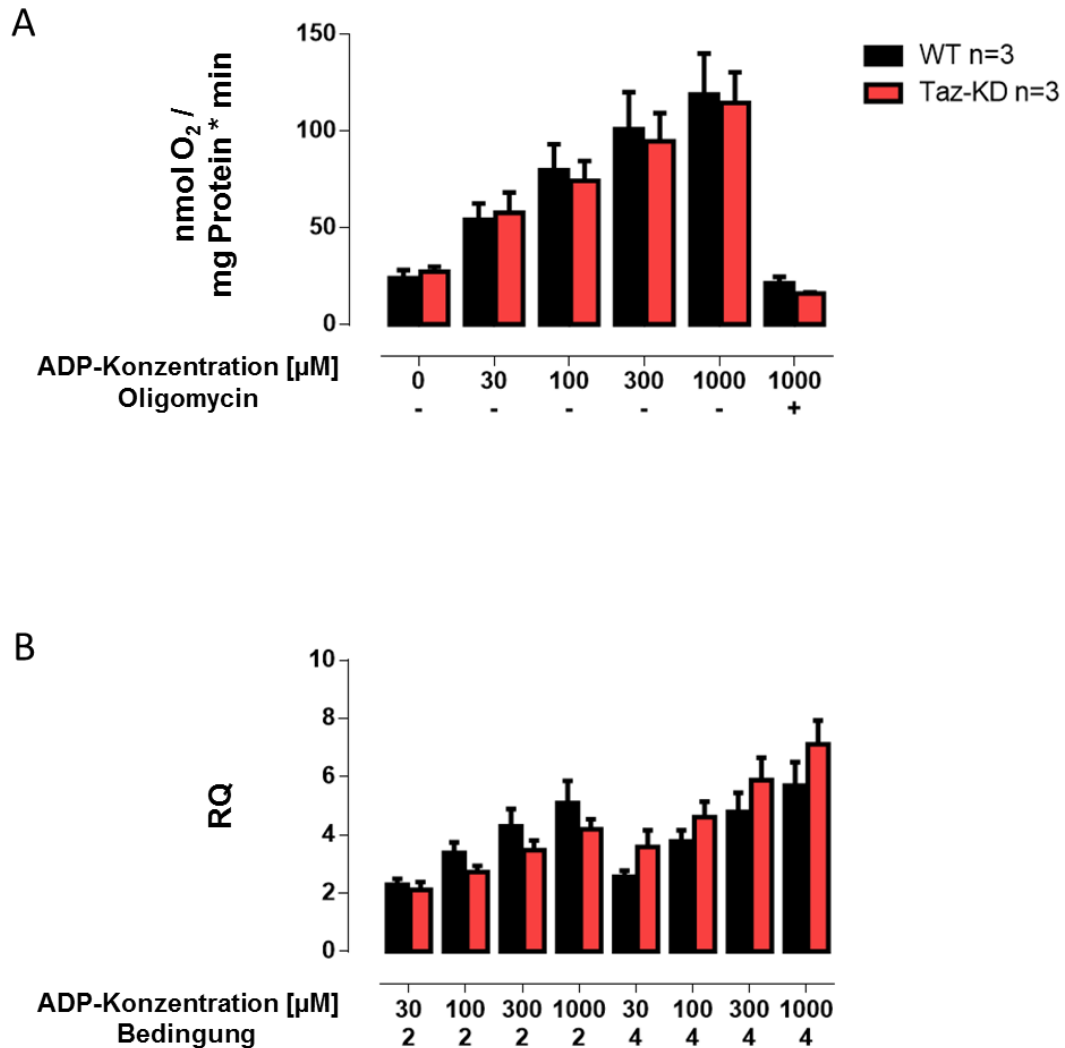 A
150
100
50
0
nmol O₂ /
mg Protein * min
WT n=3
Taz-KD n=3
ADP-Konzentration [µM] 0 30 100 300 1000 1000
Oligomycin - - - - - +
B
10
8
6
4
2
0
RQ
ADP-Konzentration [µM] 30 100 300 1000 30 100 300 1000
Bedingung 2 2 2 2 4 4 4 4